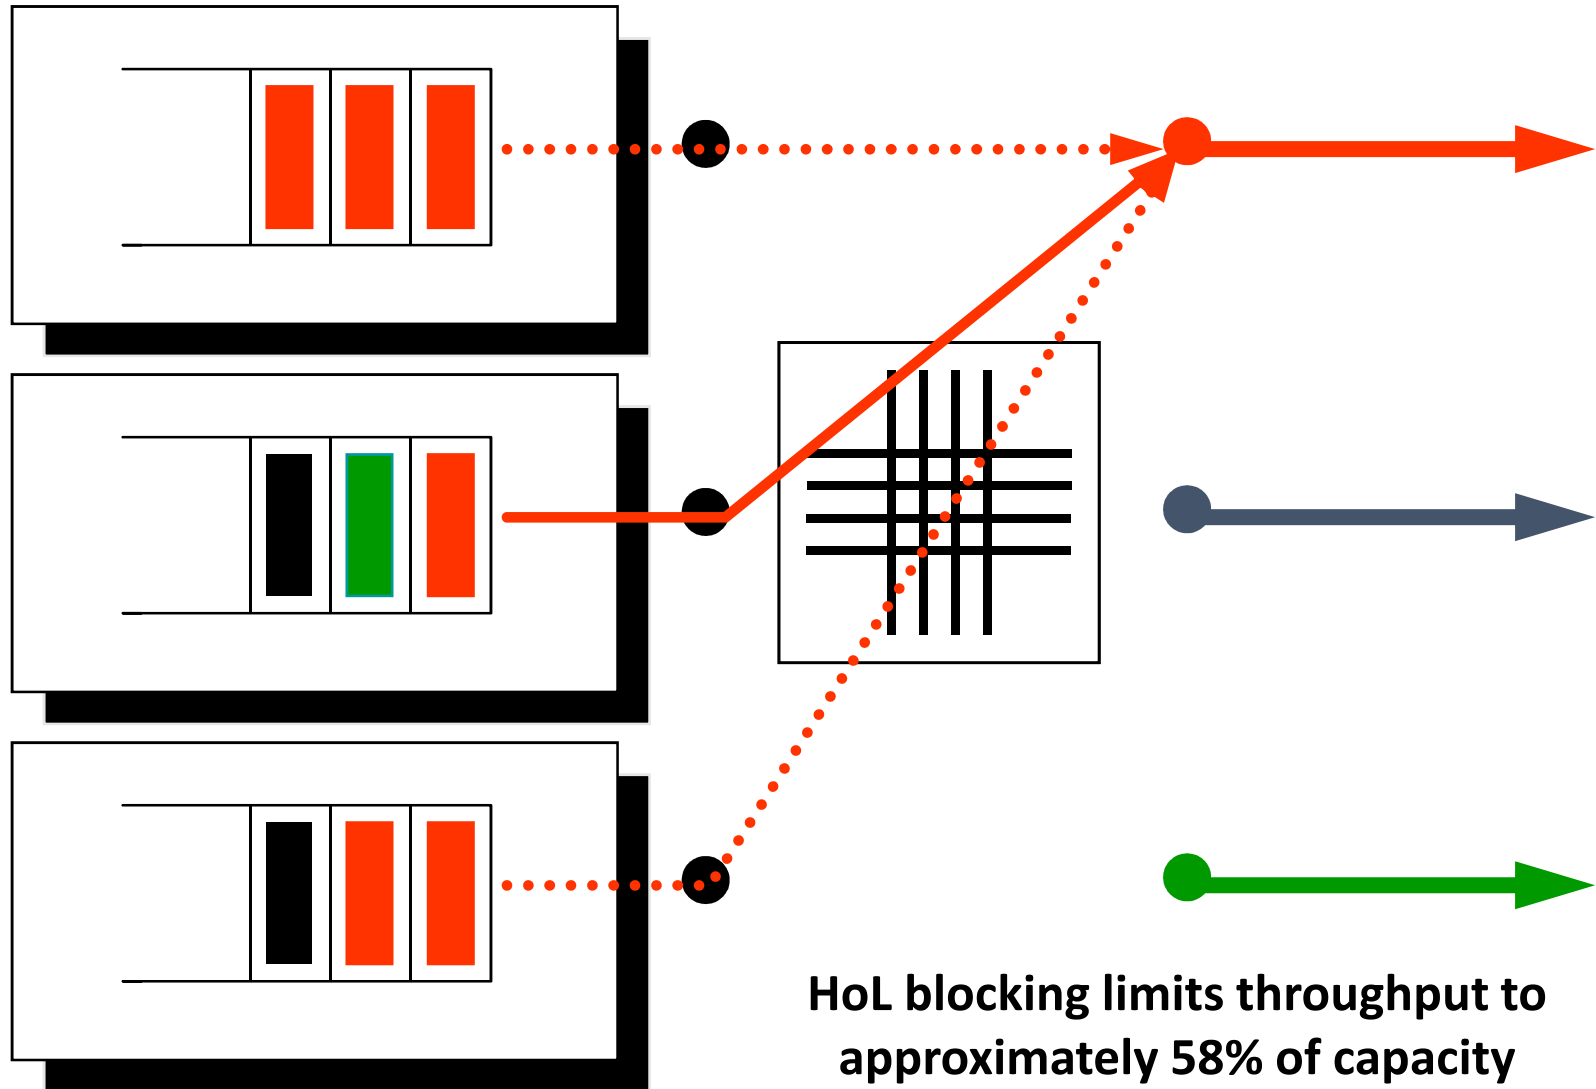 HoL blocking limits throughput to
approximately 58% of capacity